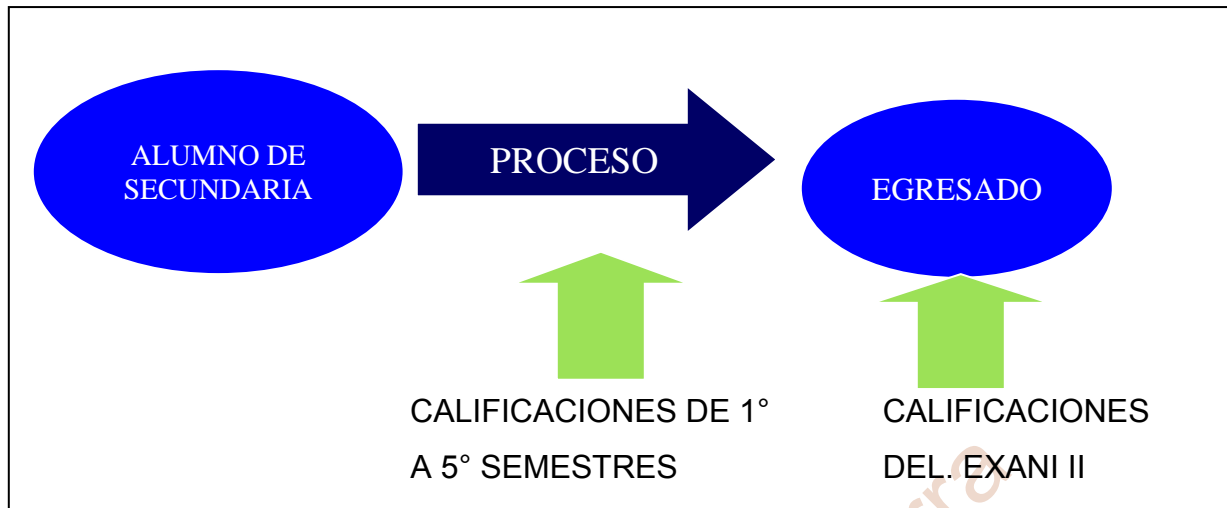 ALUMNO DE
SECUNDARIA
PROCESO
EGRESADO
CALIFICACIONES DE 1°
A 5° SEMESTRES
CALIFICACIONES
DEL. EXANI II